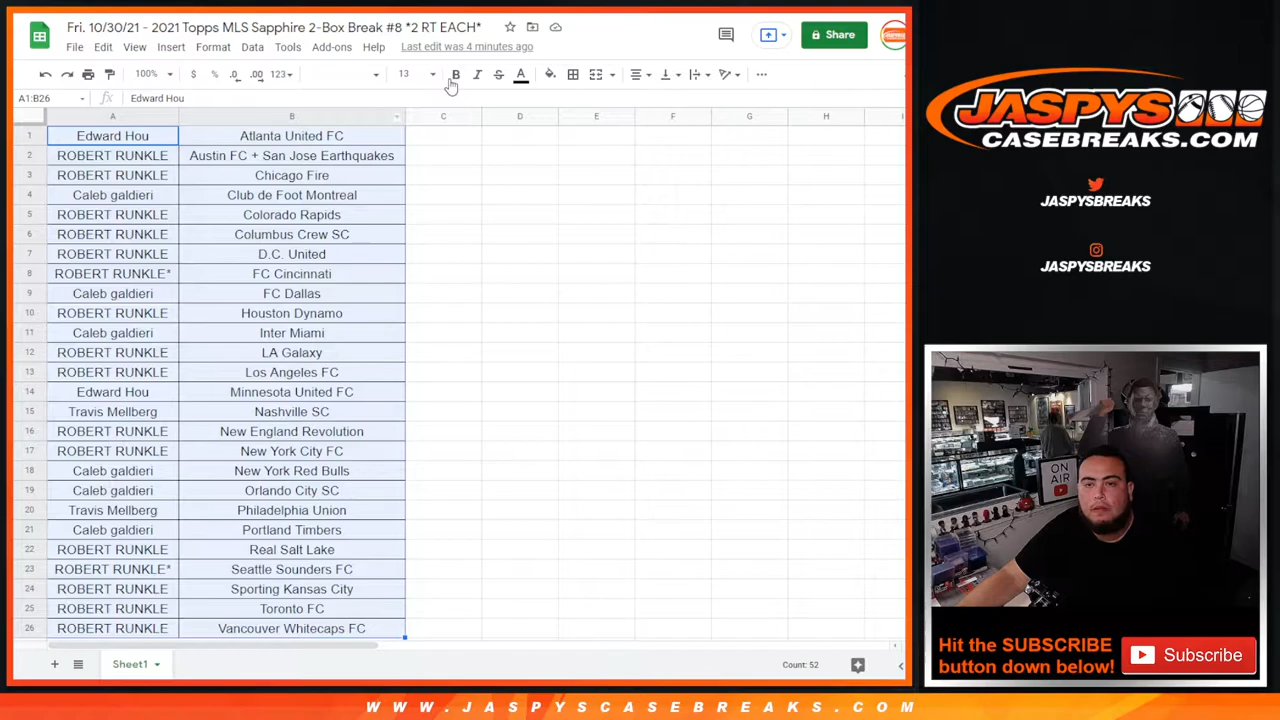 Fri. 10/30/21 - 2021 Topps MLS Sapphire 2-Box Break #8 *2 RT EACH*
File Edit View Insert Format Data Tools Add-ons Help Last edit was 4 minutes ago
Share
100% $ % .0 .00 123 13 B I S A
A1:B26 fx Edward Hou
A B C D E F G H
1 Edward Hou Atlanta United FC
2 ROBERT RUNKLE Austin FC + San Jose Earthquakes
3 ROBERT RUNKLE Chicago Fire
4 Caleb galdieri Club de Foot Montreal
5 ROBERT RUNKLE Colorado Rapids
6 ROBERT RUNKLE Columbus Crew SC
7 ROBERT RUNKLE D.C. United
8 ROBERT RUNKLE* FC Cincinnati
9 Caleb galdieri FC Dallas
10 ROBERT RUNKLE Houston Dynamo
11 Caleb galdieri Inter Miami
12 ROBERT RUNKLE LA Galaxy
13 ROBERT RUNKLE Los Angeles FC
14 Edward Hou Minnesota United FC
15 Travis Mellberg Nashville SC
16 ROBERT RUNKLE New England Revolution
17 ROBERT RUNKLE New York City FC
18 Caleb galdieri New York Red Bulls
19 Caleb galdieri Orlando City SC
20 Travis Mellberg Philadelphia Union
21 Caleb galdieri Portland Timbers
22 ROBERT RUNKLE Real Salt Lake
23 ROBERT RUNKLE* Seattle Sounders FC
24 ROBERT RUNKLE Sporting Kansas City
25 ROBERT RUNKLE Toronto FC
26 ROBERT RUNKLE Vancouver Whitecaps FC
Sheet1
Count: 52
JASPYS
CASEBREAKS.COM
JASPYSBREAKS
JASPYSBREAKS
ON
AIR
Hit the SUBSCRIBE
button down below!
Subscribe
WWW.JASPYSCASEBREAKS.COM